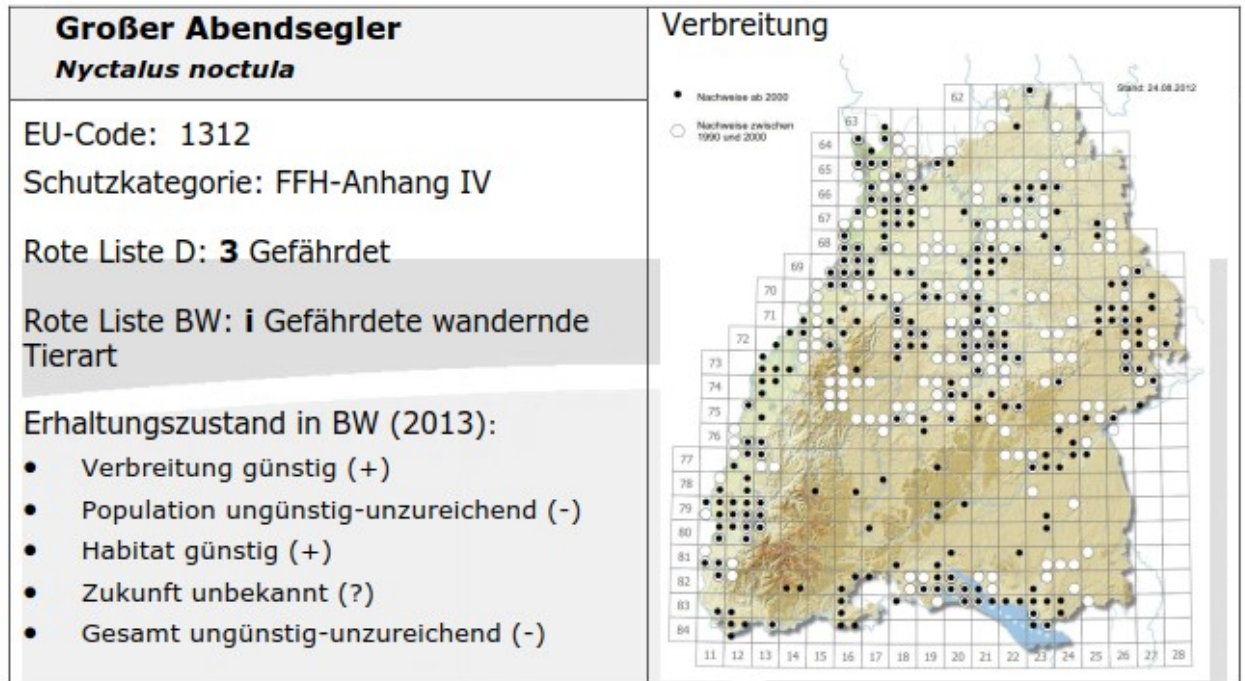 Großer Abendsegler
Nyctalus noctula
EU-Code: 1312
Schutzkategorie: FFH-Anhang IV
Rote Liste D: 3 Gefährdet
Rote Liste BW: i Gefährdete wandernde
Tierart
Erhaltungszustand in BW (2013):
• Verbreitung günstig (+)
• Population ungünstig-unzureichend (-)
• Habitat günstig (+)
• Zukunft unbekannt (?)
• Gesamt ungünstig-unzureichend (-)
Verbreitung
Nachweise ab 2000
Nachweise zwischen
1990 und 2000
Stand: 24.08.2012
62
63
64
65
66
67
68
69
70
71
72
73
74
75
76
77
78
79
80
81
82
83
84
11 12 13 14 15 16 17 18 19 20 21 22 23 24 25 26 27 28